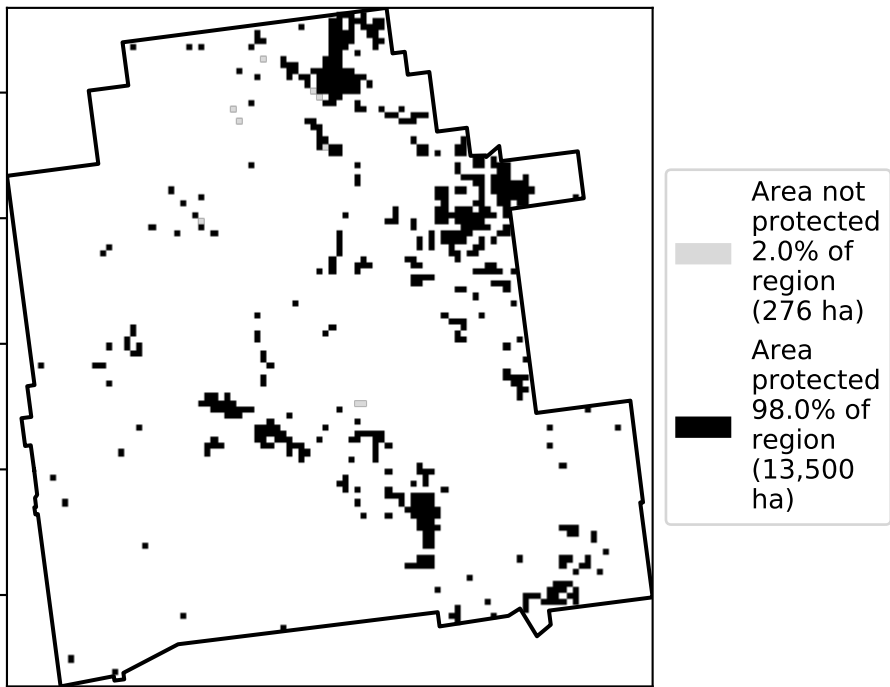 Area not
protected
2.0% of
region
(276 ha)
Area
protected
98.0% of
region
(13,500
ha)